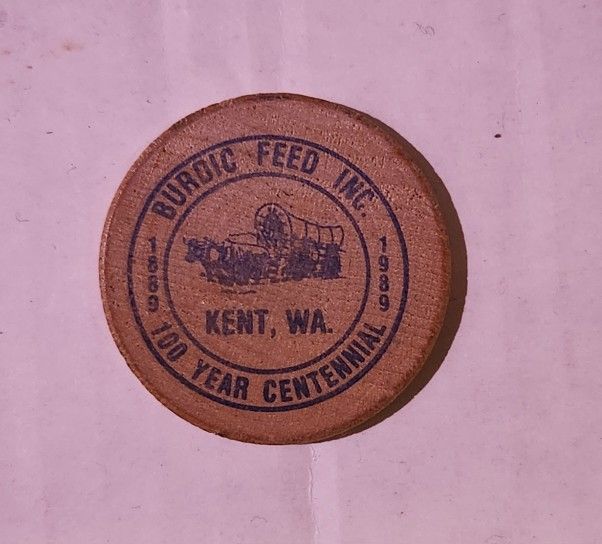 BURDIC FEED INC.
1889
1989
KENT, WA.
100 YEAR CENTENNIAL